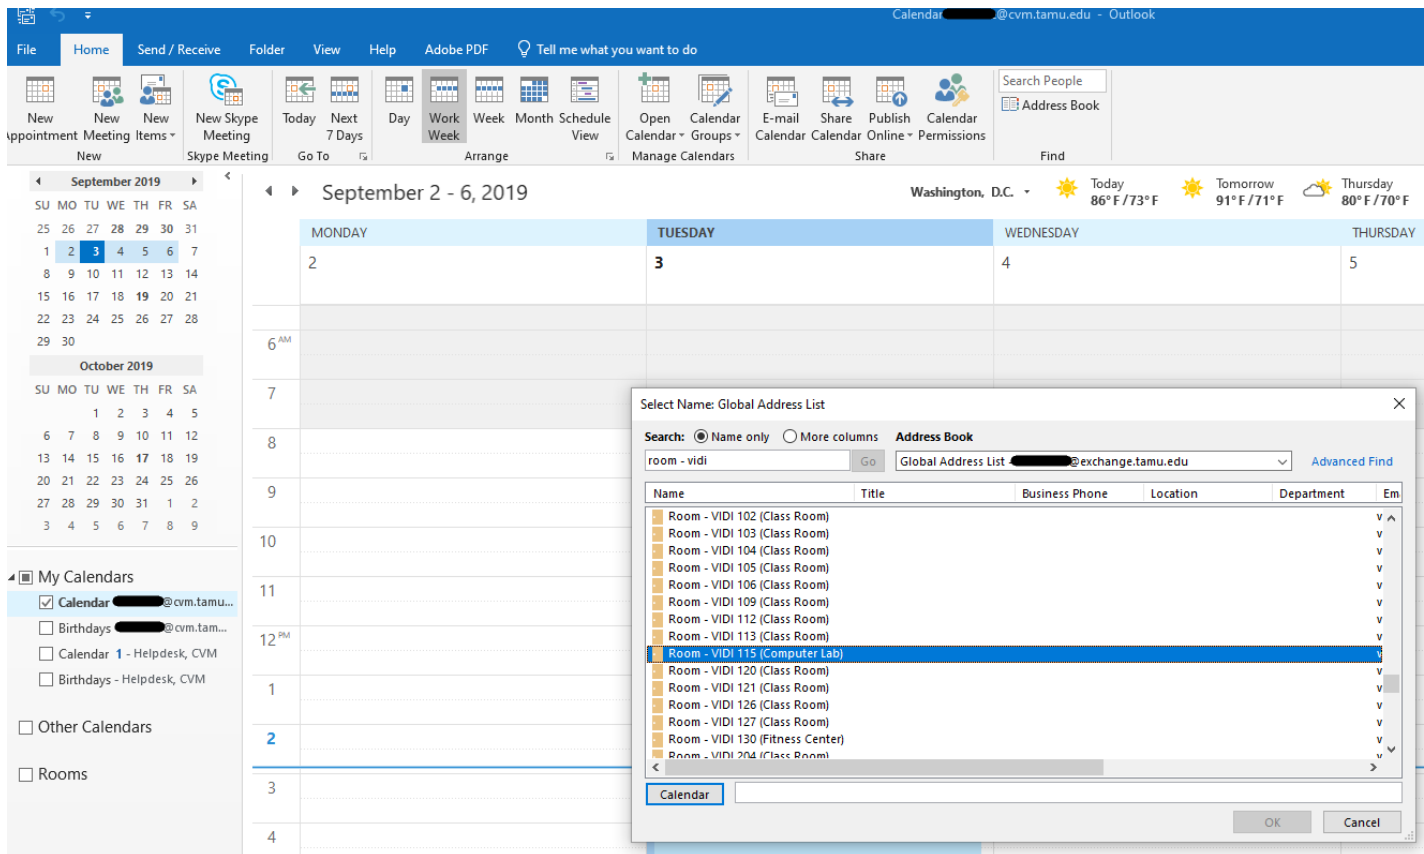 Calendar @cvm.tamu.edu - Outlook
File Home Send / Receive Folder View Help Adobe PDF Tell me what you want to do
New Appointment
New Meeting
New Items
New
New Skype Meeting
Skype Meeting
Today
Next 7 Days
Go To
Day
Work Week
Week
Month
Schedule View
Arrange
Open Calendar
Calendar Groups
Manage Calendars
E-mail Calendar
Share Calendar
Publish Online
Calendar Permissions
Share
Search People
Address Book
Find
September 2019
SU MO TU WE TH FR SA
25 26 27 28 29 30 31
1 2 3 4 5 6 7
8 9 10 11 12 13 14
15 16 17 18 19 20 21
22 23 24 25 26 27 28
29 30
October 2019
SU MO TU WE TH FR SA
1 2 3 4 5
6 7 8 9 10 11 12
13 14 15 16 17 18 19
20 21 22 23 24 25 26
27 28 29 30 31 1 2
3 4 5 6 7 8 9
My Calendars
Calendar @cvm.tamu...
Birthdays @cvm.tam...
Calendar 1 - Helpdesk, CVM
Birthdays - Helpdesk, CVM
Other Calendars
Rooms
September 2 - 6, 2019
Washington, D.C.
Today
86° F / 73° F
Tomorrow
91° F / 71° F
Thursday
80° F / 70° F
MONDAY TUESDAY WEDNESDAY THURSDAY
2 3 4 5
6 AM
7
8
9
10
11
12 PM
1
2
3
4
Select Name: Global Address List
Search: Name only More columns Address Book
room - vidi Go Global Address List - @exchange.tamu.edu Advanced Find
Name Title Business Phone Location Department Em
Room - VIDI 102 (Class Room) v
Room - VIDI 103 (Class Room) v
Room - VIDI 104 (Class Room) v
Room - VIDI 105 (Class Room) v
Room - VIDI 106 (Class Room) v
Room - VIDI 109 (Class Room) v
Room - VIDI 112 (Class Room) v
Room - VIDI 113 (Class Room) v
Room - VIDI 115 (Computer Lab) v
Room - VIDI 120 (Class Room) v
Room - VIDI 121 (Class Room) v
Room - VIDI 126 (Class Room) v
Room - VIDI 127 (Class Room) v
Room - VIDI 130 (Fitness Center) v
Room - VIDI 204 (Class Room) v
Calendar
OK Cancel